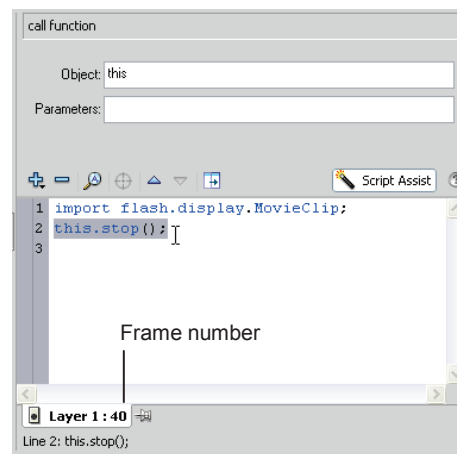 call function
Object: this
Parameters:
Script Assist
1 import flash.display.MovieClip;
2 this.stop();
3
Frame number
Layer 1 : 40
Line 2: this.stop();